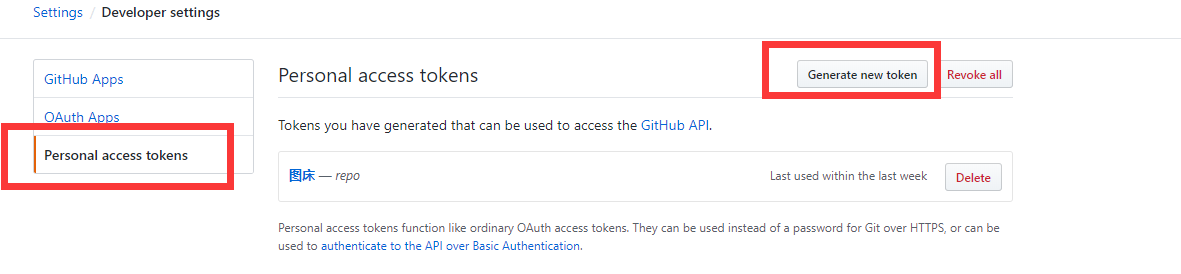 Settings / Developer settings
GitHub Apps
OAuth Apps
Personal access tokens
Personal access tokens
Generate new token
Revoke all
Tokens you have generated that can be used to access the GitHub API.
图床 — repo
Last used within the last week
Delete
Personal access tokens function like ordinary OAuth access tokens. They can be used instead of a password for Git over HTTPS, or can be
used to authenticate to the API over Basic Authentication.